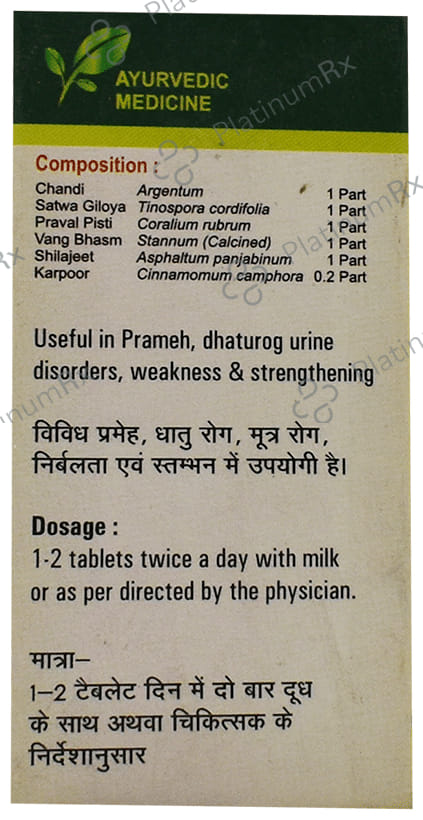 AYURVEDIC
MEDICINE
Composition :
Chandi Argentum 1 Part
Satwa Giloya Tinospora cordifolia 1 Part
Praval Pisti Coralium rubrum 1 Part
Vang Bhasm Stannum (Calcined) 1 Part
Shilajeet Asphaltum panjabinum 1 Part
Karpoor Cinnamomum camphora 0.2 Part
Useful in Prameh, dhaturog urine
disorders, weakness & strengthening
विविध प्रमेह, धातु रोग, मूत्र रोग,
निर्बलता एवं स्तम्भन में उपयोगी है।
Dosage :
1-2 tablets twice a day with milk
or as per directed by the physician.
मात्रा–
1–2 टैबलेट दिन में दो बार दूध
के साथ अथवा चिकित्सक के
निर्देशानुसार
PlatinumRx
PlatinumRx